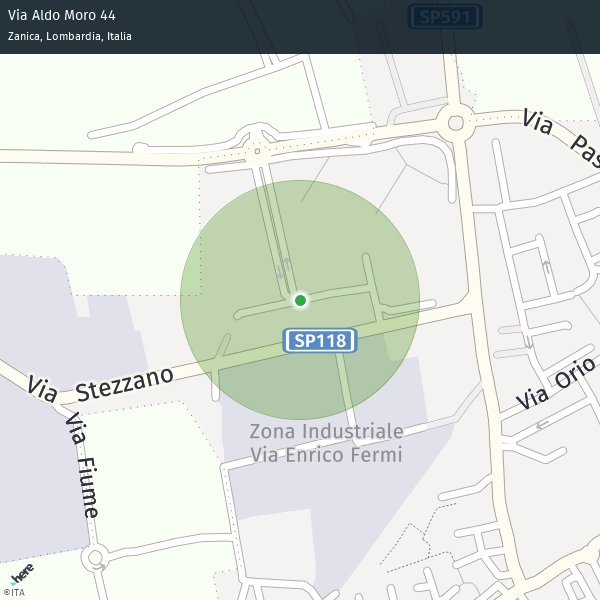 Via Aldo Moro 44
Zanica, Lombardia, Italia
SP591
Via Pas
SP118
Via Stezzano
Via Orio
Via Fiume
Zona Industriale
Via Enrico Fermi
here
©ITA